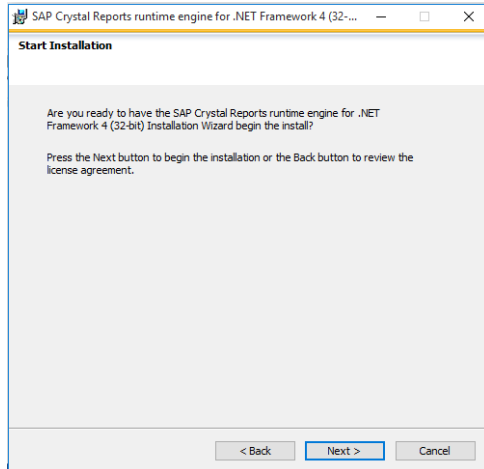 SAP Crystal Reports runtime engine for .NET Framework 4 (32-...
Start Installation
Are you ready to have the SAP Crystal Reports runtime engine for .NET
Framework 4 (32-bit) Installation Wizard begin the install?
Press the Next button to begin the installation or the Back button to review the
license agreement.
< Back Next > Cancel